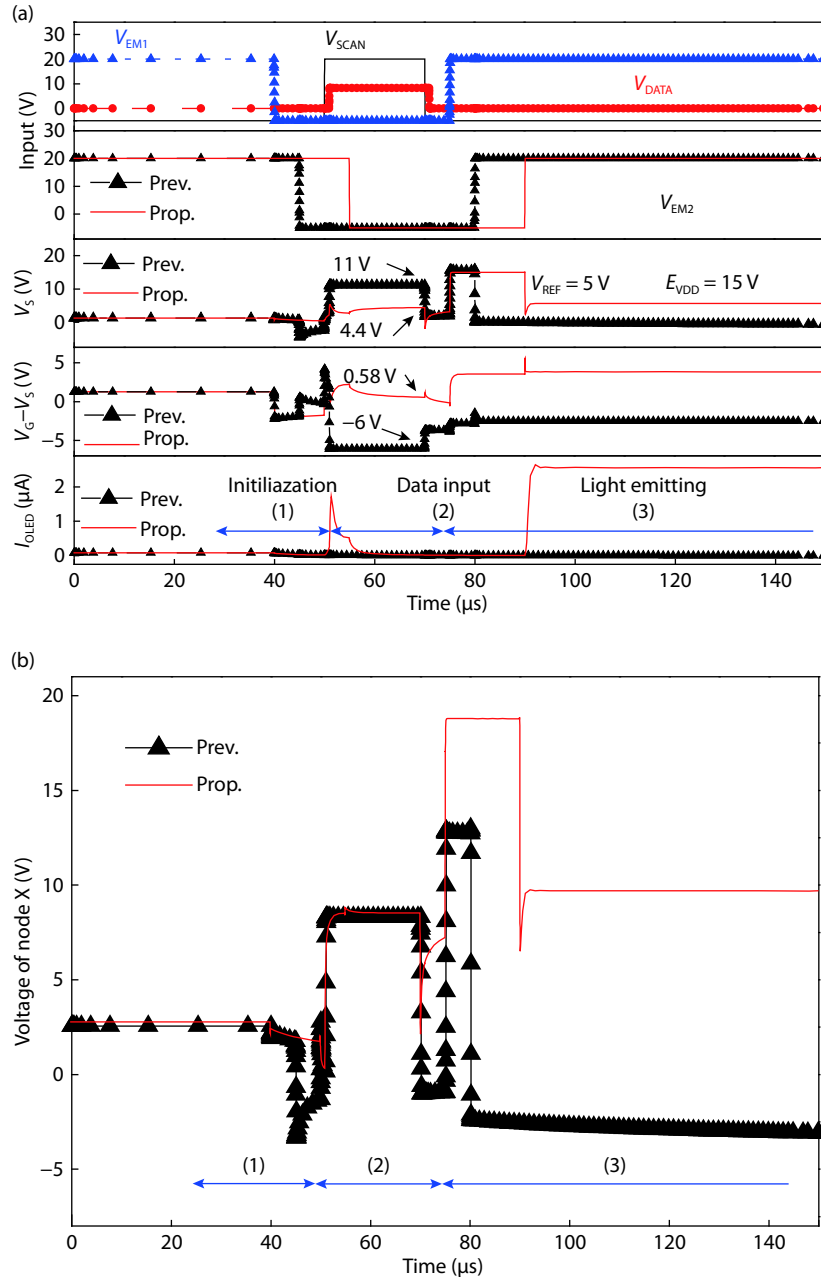 (a)
V_EM1
V_SCAN
V_DATA
Input (V)
30
20
10
0
30
20
10
0
Prev.
Prop.
V_EM2
V_S (V)
20
10
0
Prev.
Prop.
11 V
4.4 V
V_REF = 5 V
E_VDD = 15 V
V_G−V_S (V)
5
0
−5
Prev.
Prop.
0.58 V
−6 V
I_OLED (μA)
2
1
0
Prev.
Prop.
Initiliazation
(1)
Data input
(2)
Light emitting
(3)
0 20 40 60 80 100 120 140
Time (μs)
(b)
Voltage of node X (V)
20
15
10
5
0
−5
Prev.
Prop.
(1)
(2)
(3)
0 20 40 60 80 100 120 140
Time (μs)